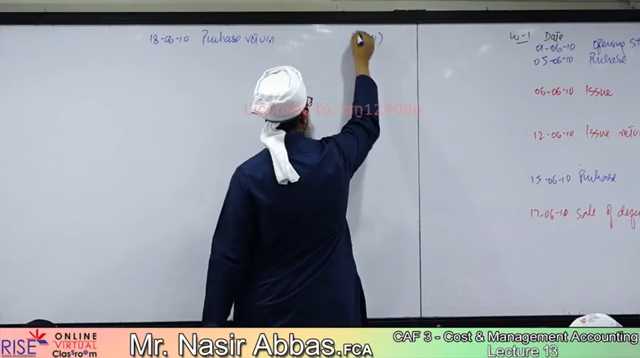 18-06-10 Purchase return
)
W-1 Date
01-06-10 opening St
05-06-10 Purchase
06-06-10 Issue
12-06-10 Issue retu
15-06-10 Purchase
17-06-10 Sale of
RISE
ONLINE
VIRTUAL
Classroom
Mr. Nasir Abbas.FCA
CAF 3 - Cost & Management Accounting
Lecture 13